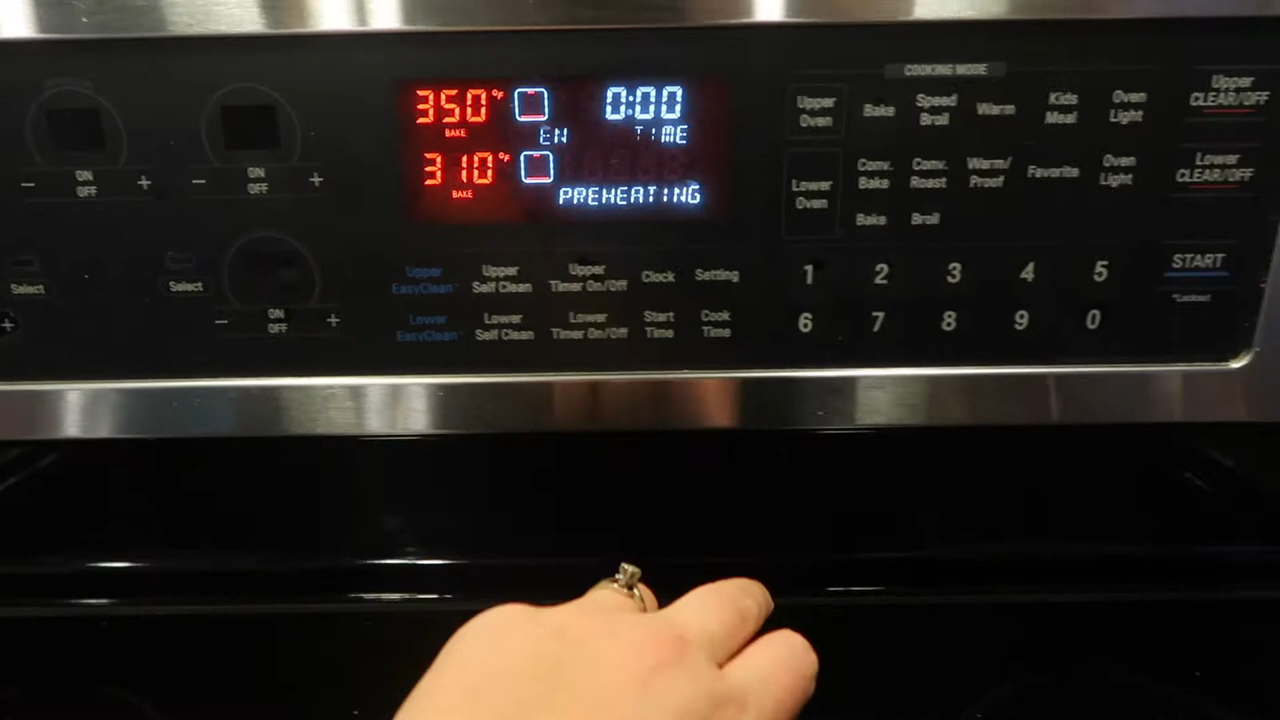 350°F 0:00
BAKE EN TIME
310°F
BAKE PREHEATING
COOKING MODE
Upper Oven Bake Speed Broil Warm Kids Meal Oven Light Upper CLEAR/OFF
Lower Oven Conv. Bake Conv. Roast Warm/Proof Favorite Oven Light Lower CLEAR/OFF
Bake Broil
- ON OFF + - ON OFF +
Select Select
+ - ON OFF +
Upper EasyClean Upper Self Clean Upper Timer On/Off Clock Setting
Lower EasyClean Lower Self Clean Lower Timer On/Off Start Time Cook Time
1 2 3 4 5
6 7 8 9 0
START
*Lockout